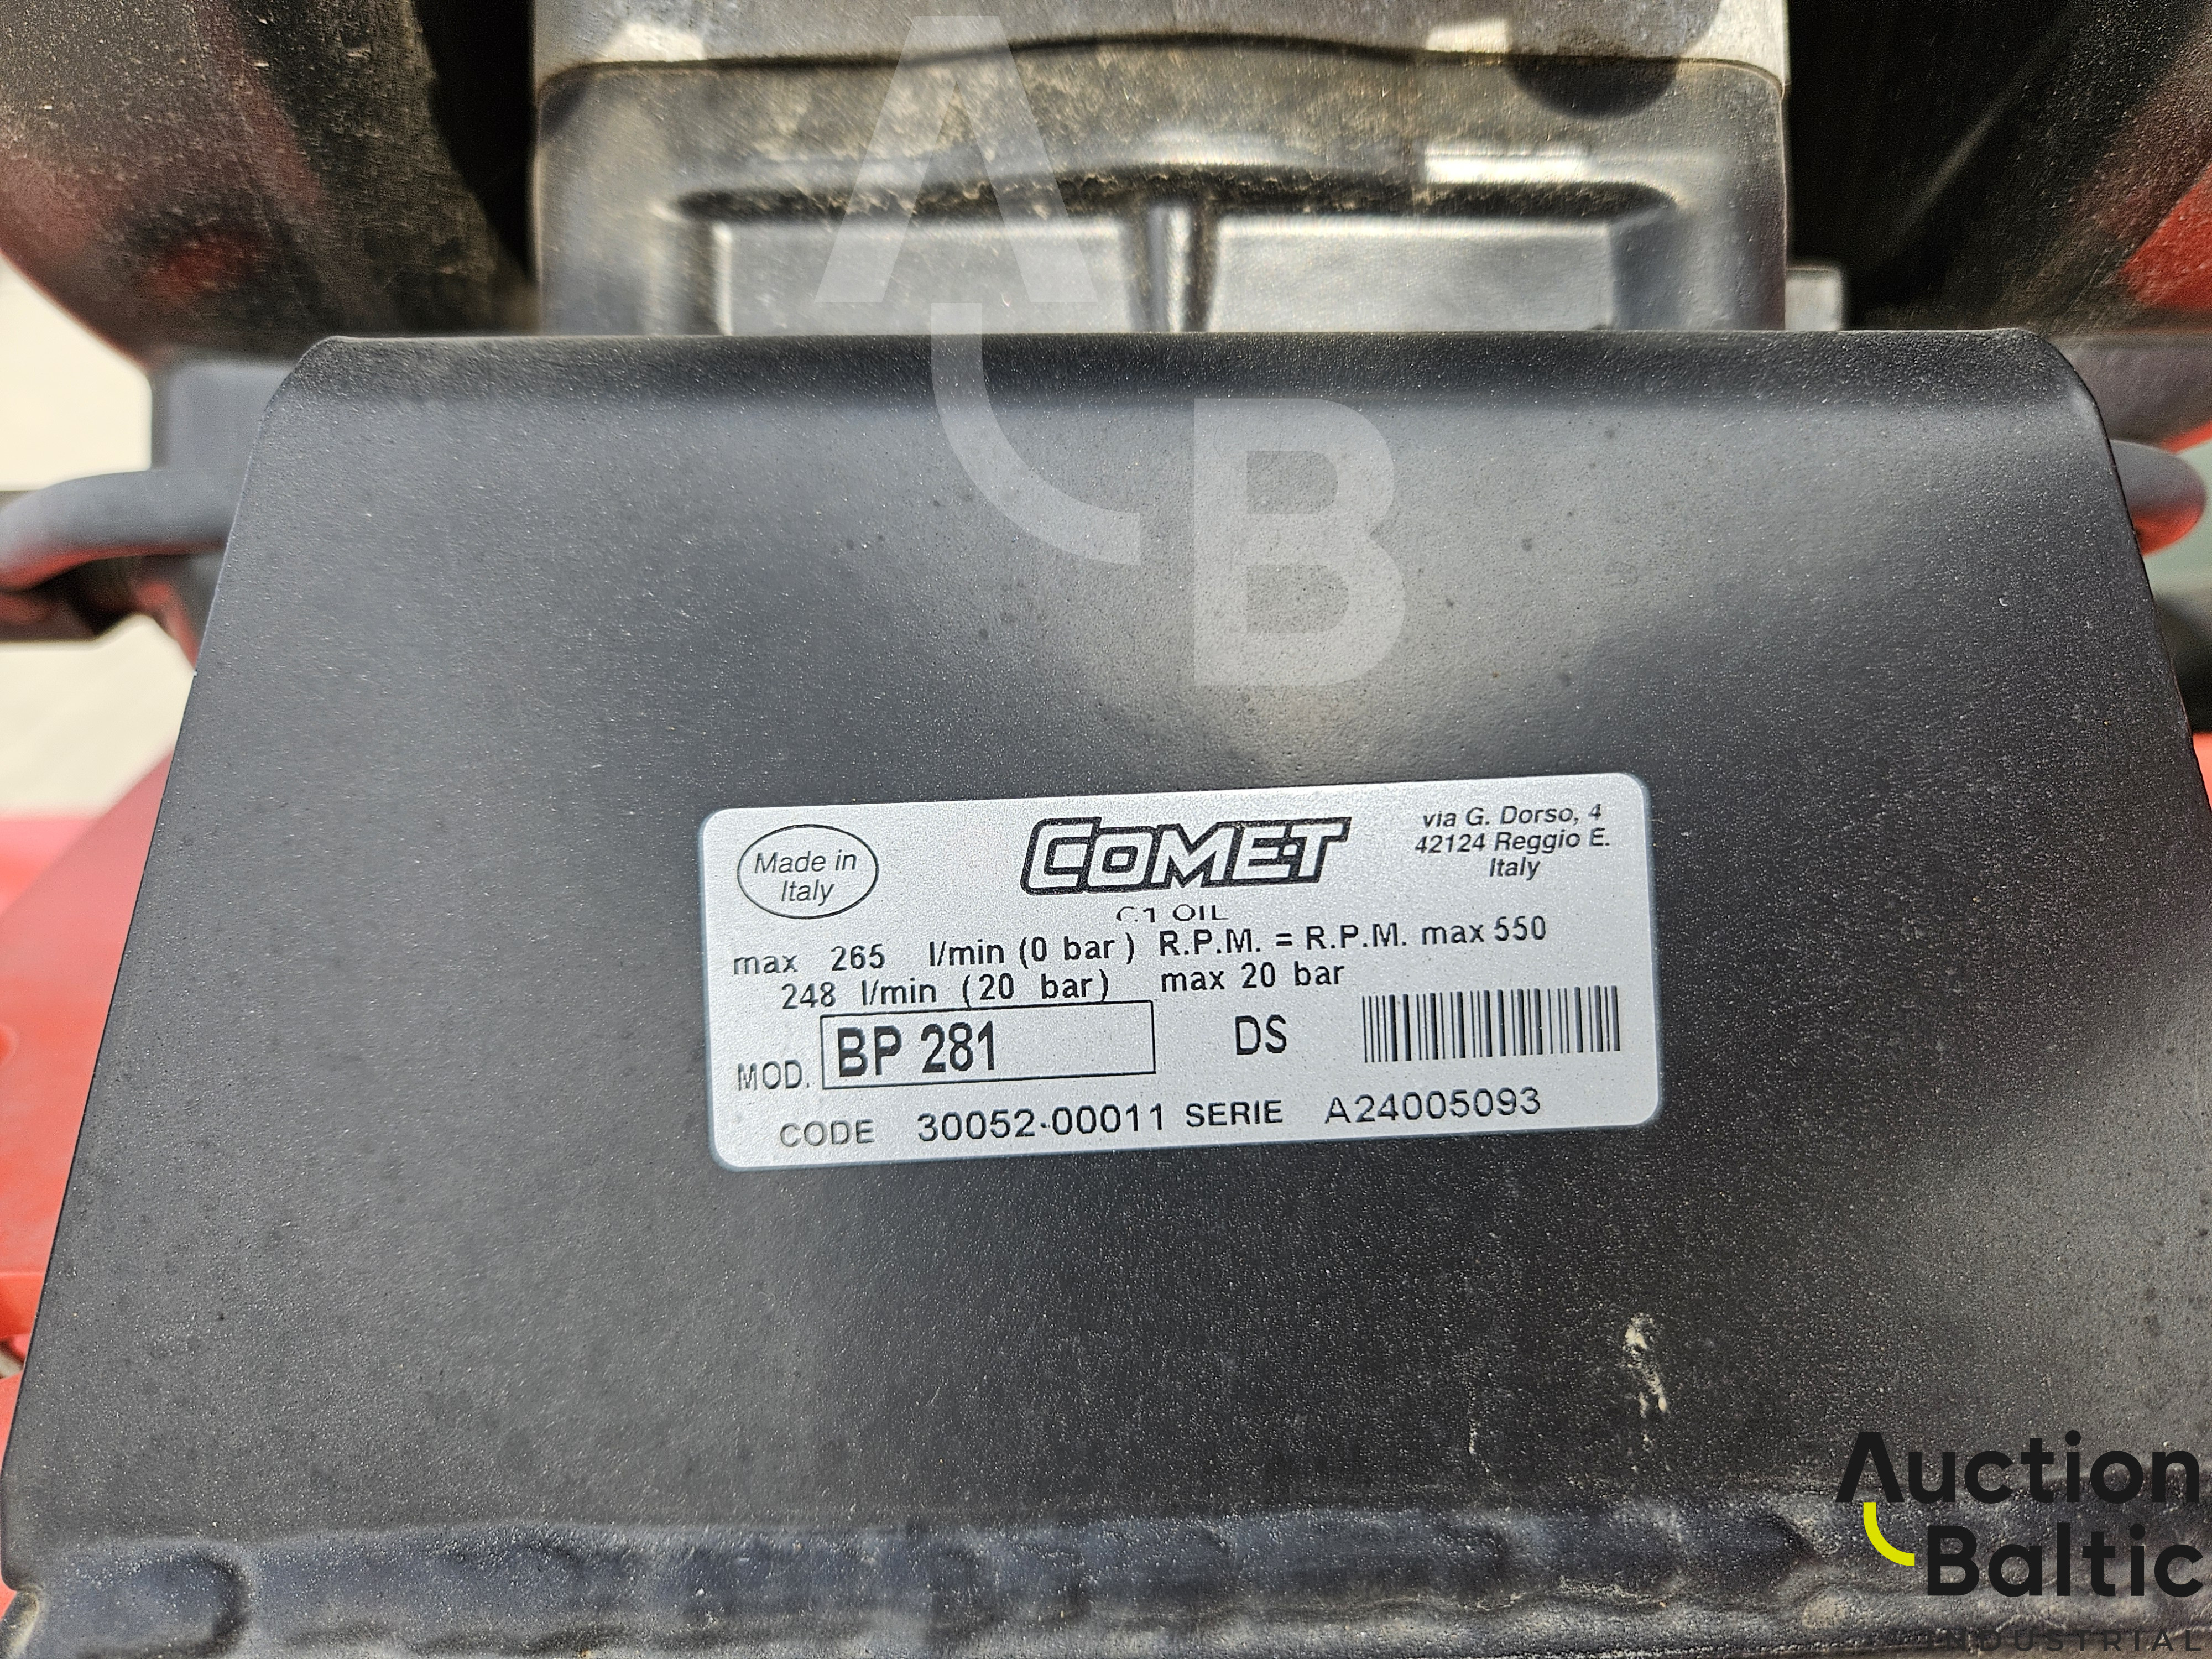 Made in
Italy
COMET
via G. Dorso, 4
42124 Reggio E.
Italy
C1 OIL
max 265 l/min (0 bar) R.P.M. = R.P.M. max 550
248 l/min (20 bar) max 20 bar
MOD. BP 281 DS
CODE 30052-00011 SERIE A24005093
A
B
Auction
Baltic
INDUSTRIAL